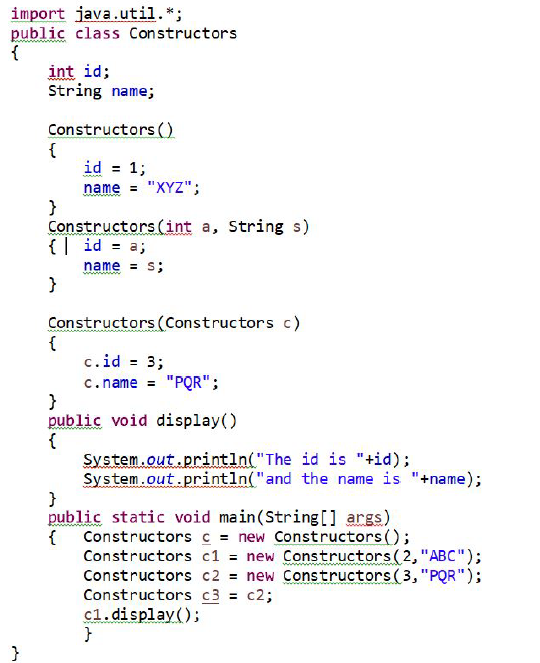 import java.util.*;
public class Constructors
{
    int id;
    String name;

    Constructors()
    {
        id = 1;
        name = "XYZ";
    }
    Constructors(int a, String s)
    {   id = a;
        name = s;
    }

    Constructors(Constructors c)
    {
        c.id = 3;
        c.name = "PQR";
    }
    public void display()
    {
        System.out.println("The id is "+id);
        System.out.println("and the name is "+name);
    }
    public static void main(String[] args)
    {   Constructors c = new Constructors();
        Constructors c1 = new Constructors(2,"ABC");
        Constructors c2 = new Constructors(3,"PQR");
        Constructors c3 = c2;
        c1.display();
        }
}